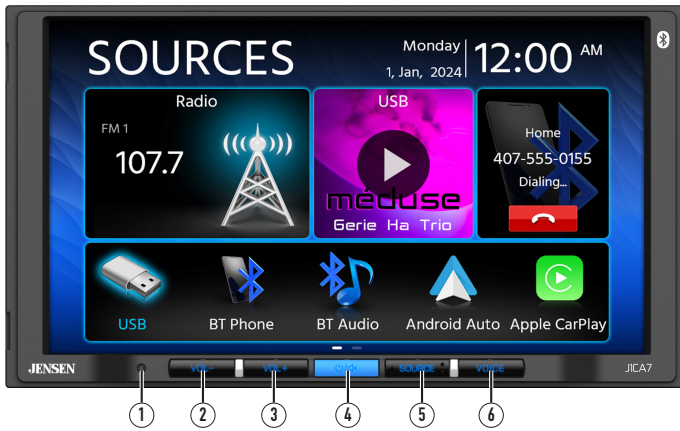 SOURCES
Monday
1, Jan, 2024
12:00 AM
Radio
FM 1
107.7
USB
méduse
Gerie Ha Trio
Home
407-555-0155
Dialing...
USB
BT Phone
BT Audio
Android Auto
Apple CarPlay
JENSEN
VOL-
VOL+
SOURCE
VOICE
J1CA7
1
2
3
4
5
6